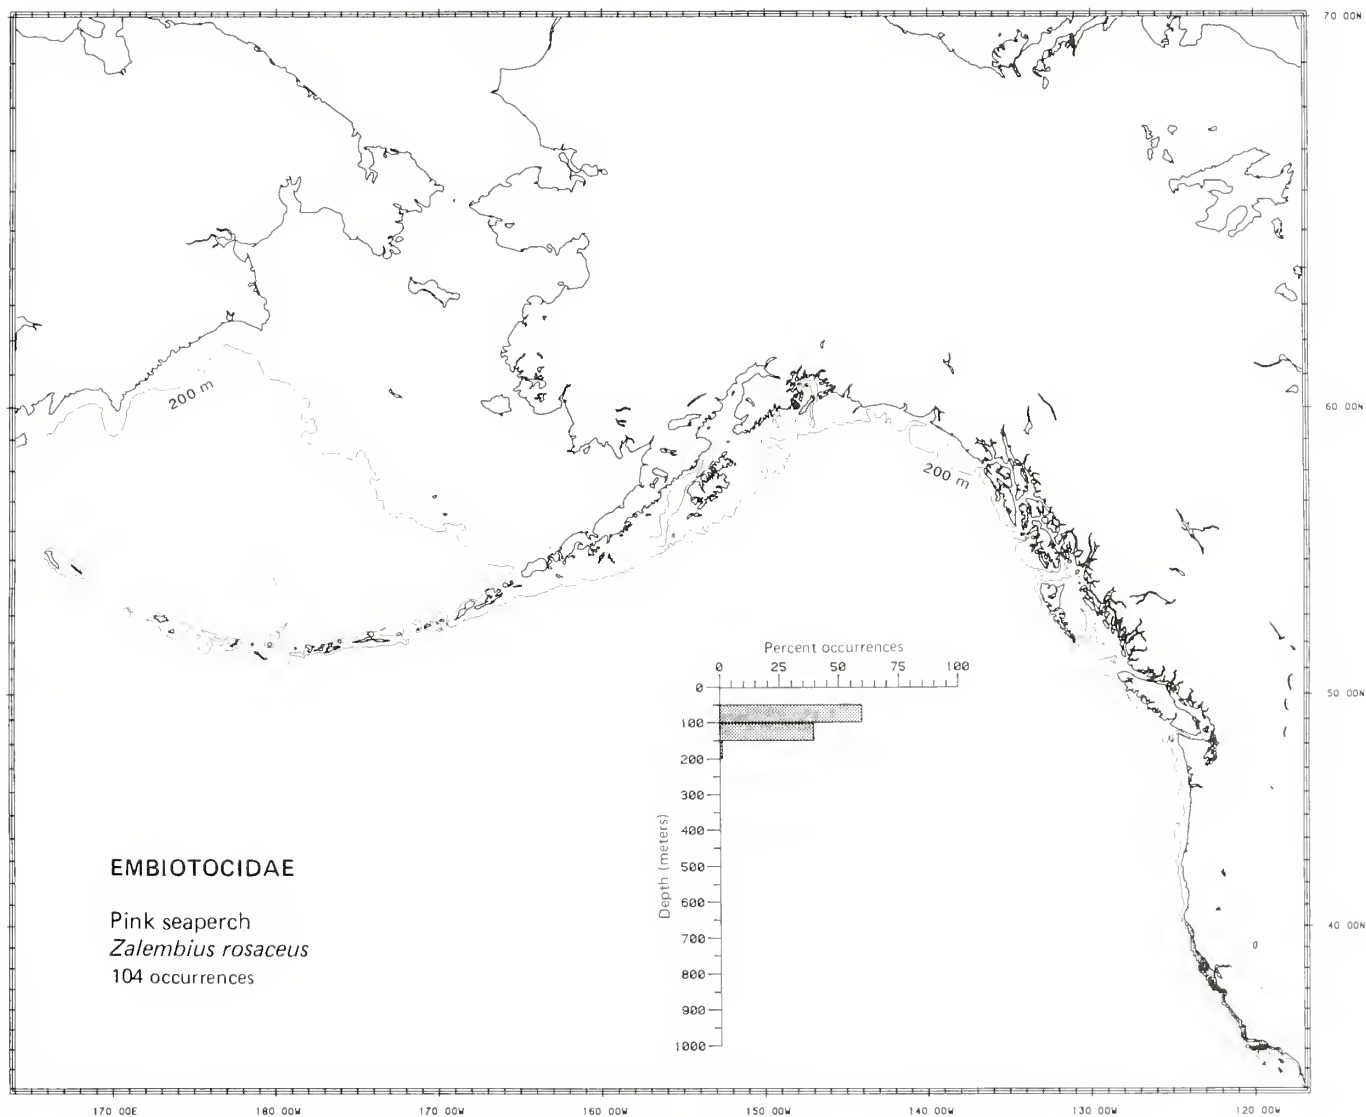 70 00N
200 m
60 00N
200 m
Percent occurrences
0 25 50 75 100
0
50 00N
100
200
300
400
Depth (meters)
500
600
700
800
900
1000
40 00N
EMBIOTOCIDAE
Pink seaperch
Zalembius rosaceus
104 occurrences
170 00E 180 00W 170 00W 160 00W 150 00W 140 00W 130 00W 120 00W